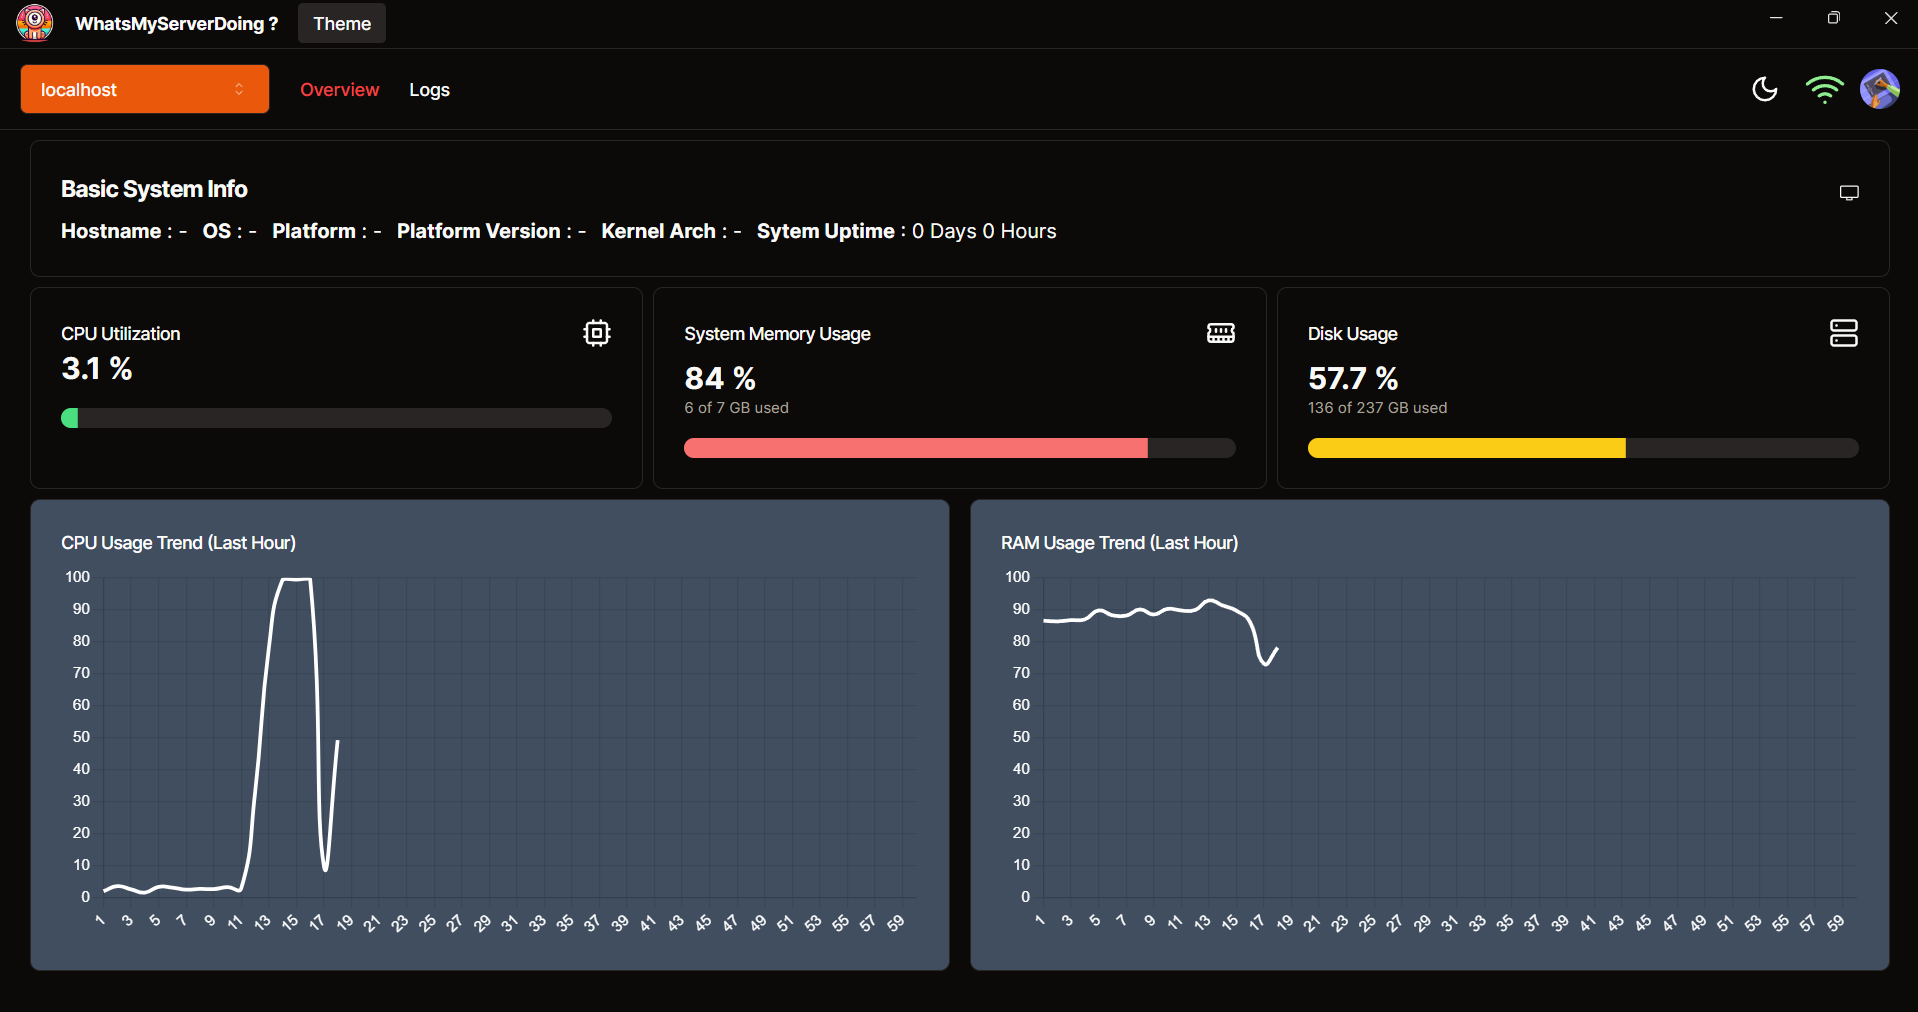 WhatsMyServerDoing ? Theme
localhost Overview Logs
Basic System Info
Hostname : - OS : - Platform : - Platform Version : - Kernel Arch : - Sytem Uptime : 0 Days 0 Hours
CPU Utilization
3.1 %
System Memory Usage
84 %
6 of 7 GB used
Disk Usage
57.7 %
136 of 237 GB used
CPU Usage Trend (Last Hour)
100
90
80
70
60
50
40
30
20
10
0
1 3 5 7 9 11 13 15 17 19 21 23 25 27 29 31 33 35 37 39 41 43 45 47 49 51 53 55 57 59
RAM Usage Trend (Last Hour)
100
90
80
70
60
50
40
30
20
10
0
1 3 5 7 9 11 13 15 17 19 21 23 25 27 29 31 33 35 37 39 41 43 45 47 49 51 53 55 57 59